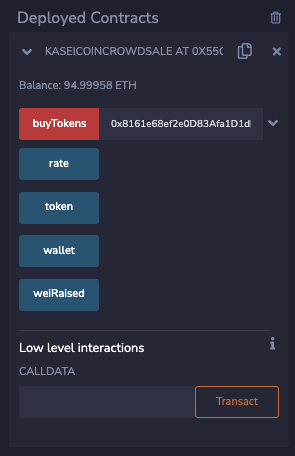 Deployed Contracts
KASEICOINCROWDSALE AT 0X55C
Balance: 94.99958 ETH
buyTokens 0x8161e68ef2e0D83Afa1D1d
rate
token
wallet
weiRaised
Low level interactions
CALLDATA
Transact